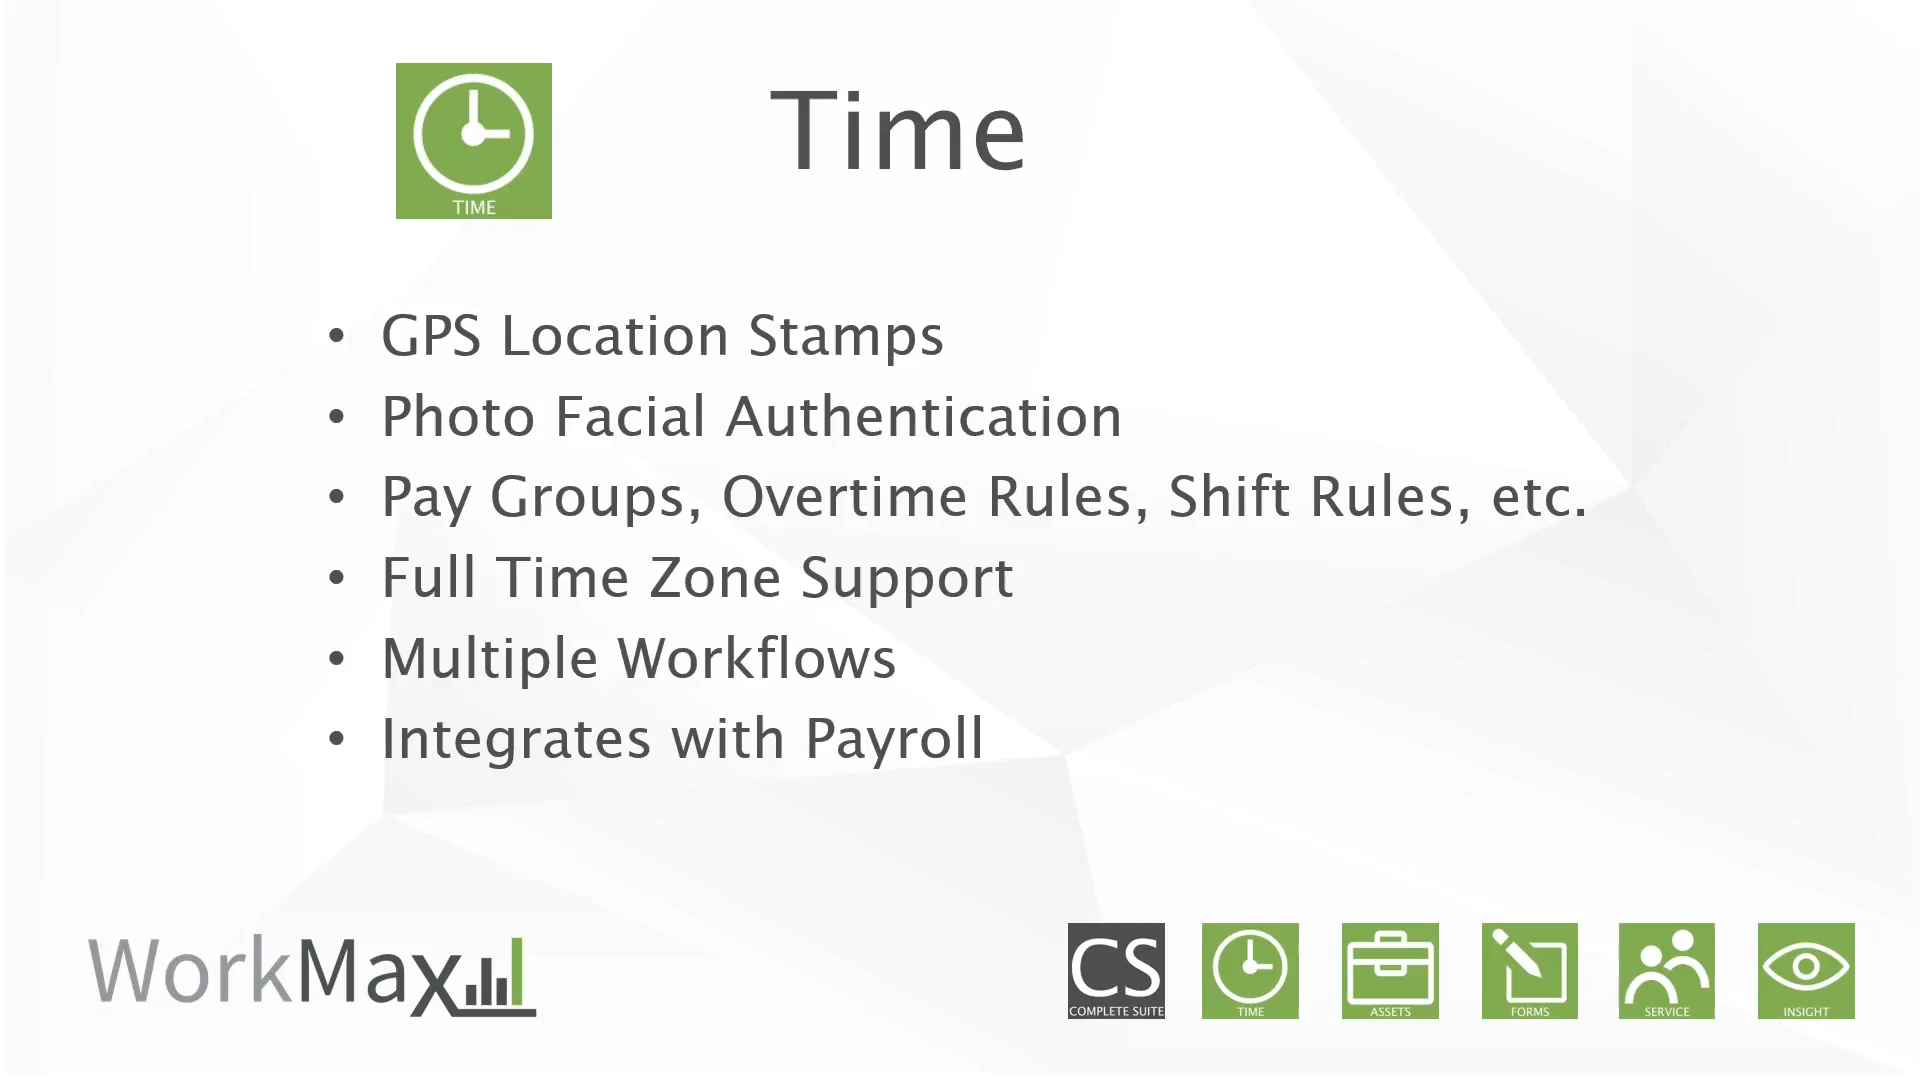 TIME
Time
• GPS Location Stamps
• Photo Facial Authentication
• Pay Groups, Overtime Rules, Shift Rules, etc.
• Full Time Zone Support
• Multiple Workflows
• Integrates with Payroll
WorkMax
CS
COMPLETE SUITE
TIME
ASSETS
FORMS
SERVICE
INSIGHT